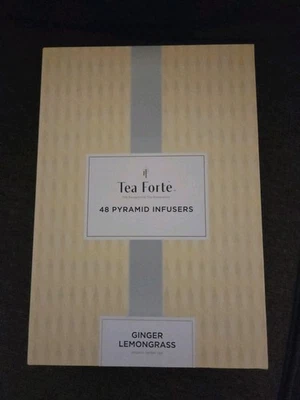 Tea Forté
48 PYRAMID INFUSERS
GINGER
LEMONGRASS